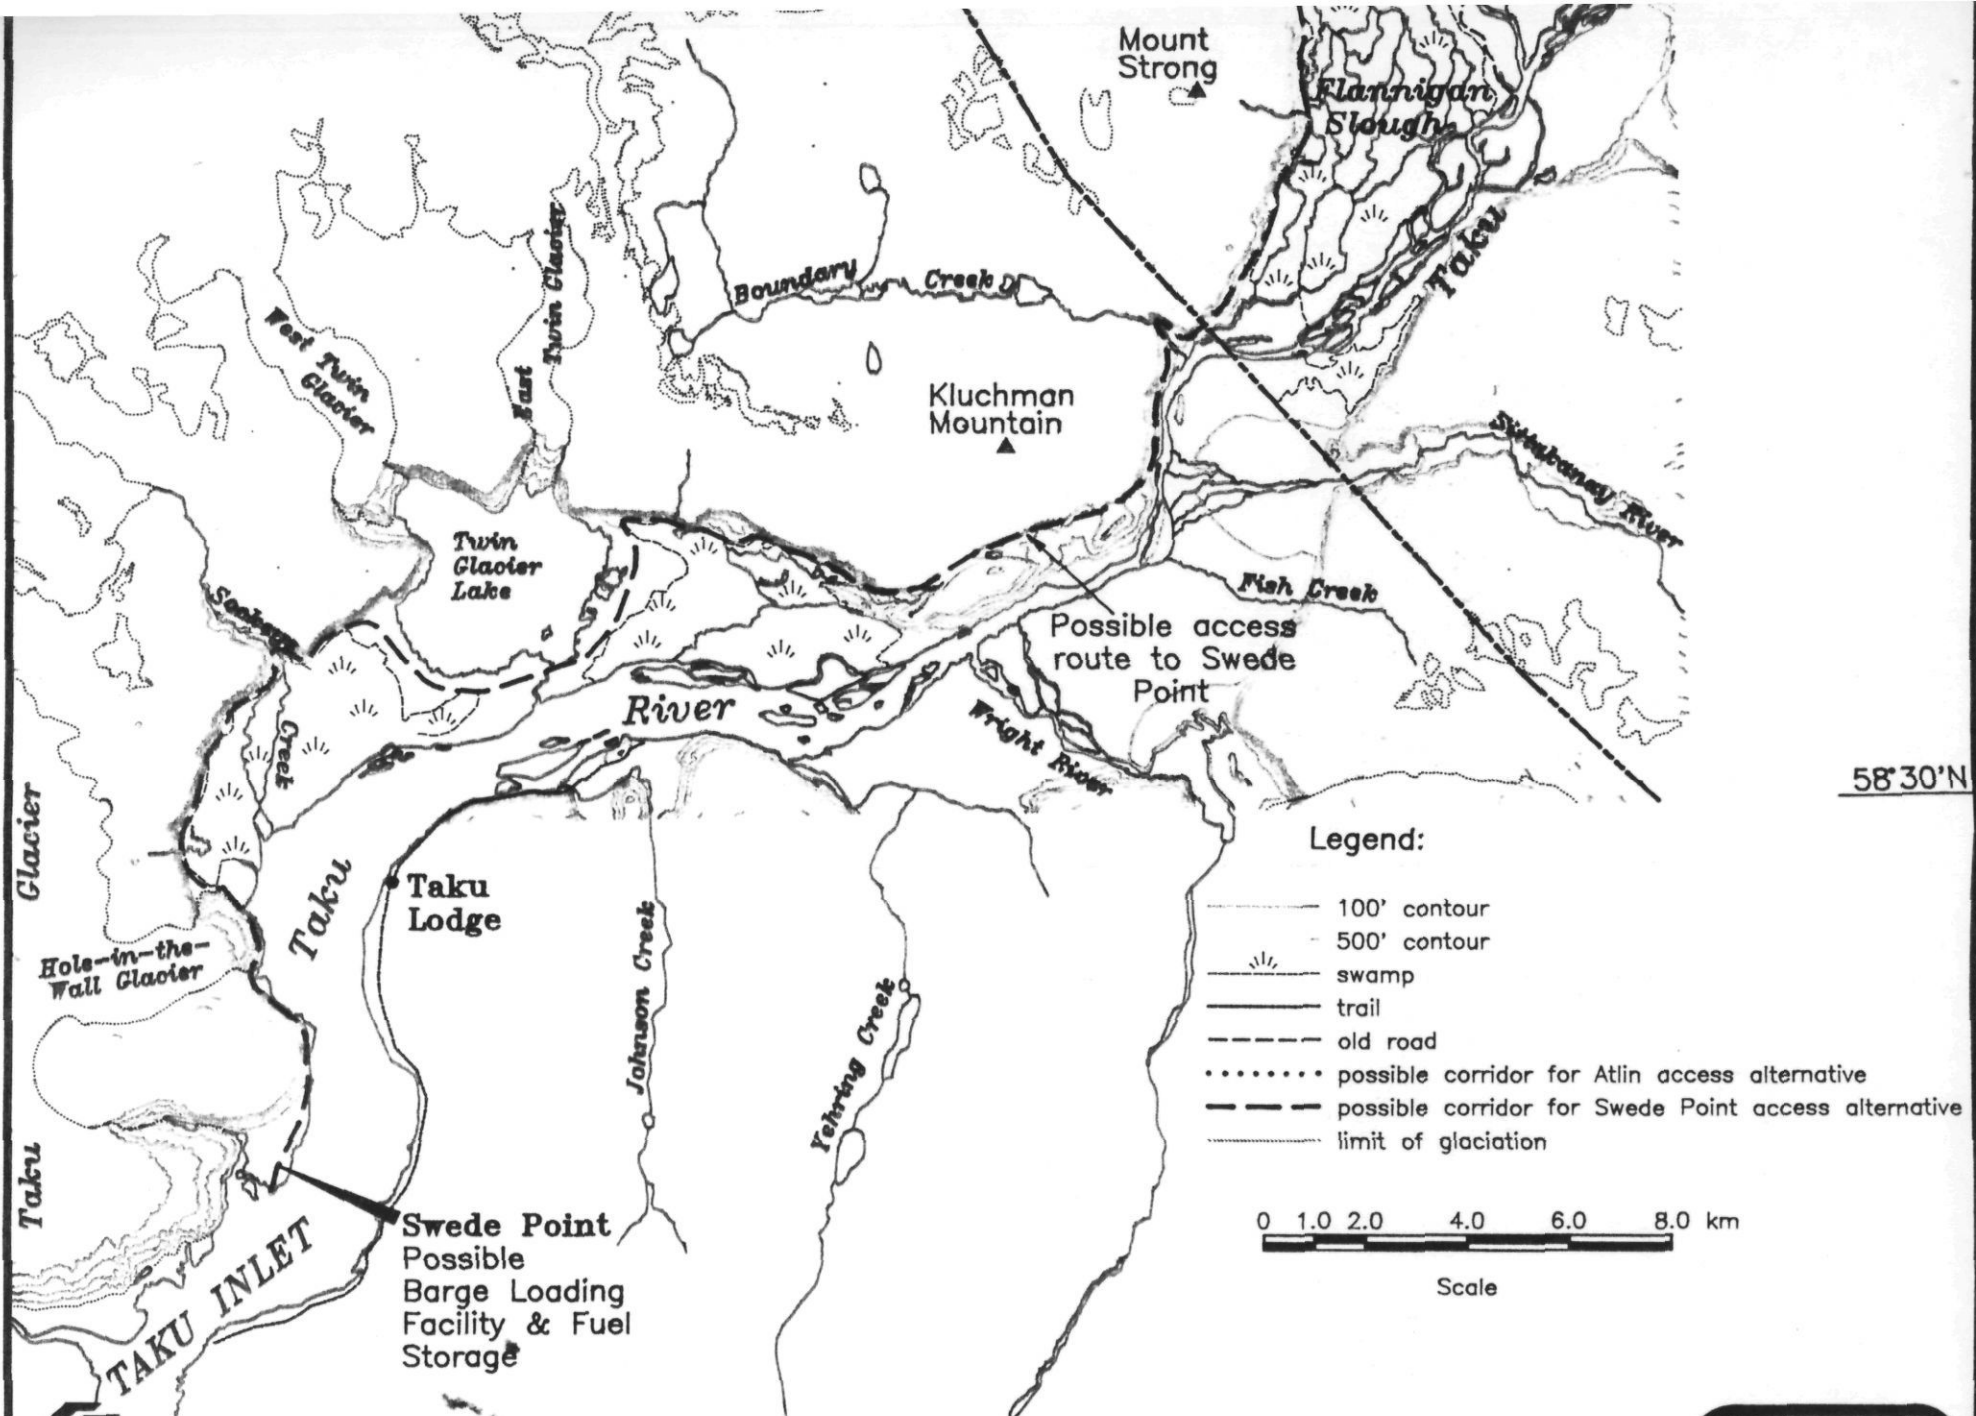 Mount
Strong
Flannigan
Slough
Taku
Boundary Creek
East
Twin Glacier
West Twin
Glacier
Kluchman
Mountain
River
Twin
Glacier
Lake
Fish Creek
Possible access
route to Swede
Point
River
Wright River
Creek
58°30'N
Glacier
Taku
Taku
Taku
Lodge
Hole-in-the-
Wall Glacier
Johnson Creek
Yehring Creek
Legend:
100' contour
500' contour
swamp
trail
old road
possible corridor for Atlin access alternative
possible corridor for Swede Point access alternative
limit of glaciation
0 1.0 2.0 4.0 6.0 8.0 km
Scale
Swede Point
Possible
Barge Loading
Facility & Fuel
Storage
TAKU INLET